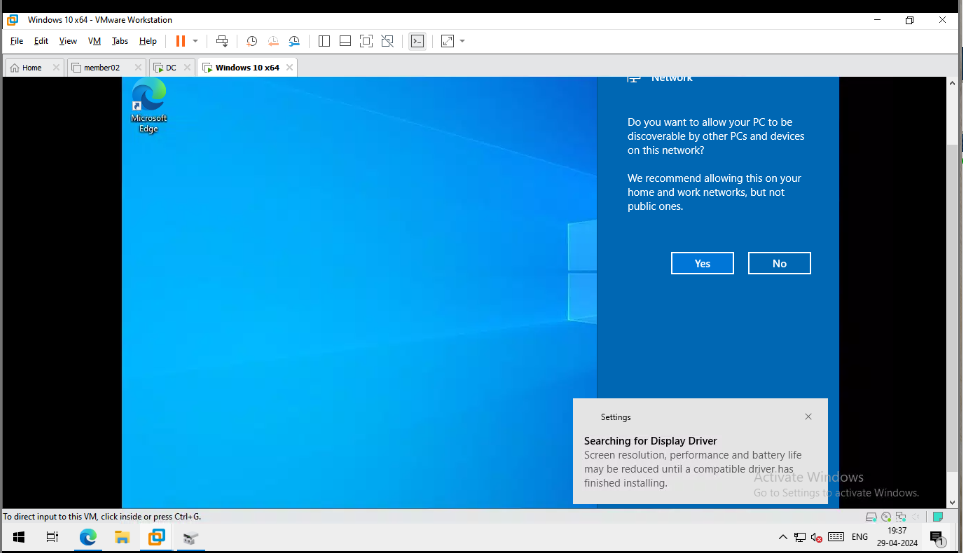 Windows 10 x64 - VMware Workstation
File Edit View VM Tabs Help
Home member02 DC Windows 10 x64
Microsoft
Edge
Network
Do you want to allow your PC to be
discoverable by other PCs and devices
on this network?
We recommend allowing this on your
home and work networks, but not
public ones.
Yes No
Settings
Searching for Display Driver
Screen resolution, performance and battery life
may be reduced until a compatible driver has
finished installing.
Activate Windows
Go to Settings to activate Windows.
To direct input to this VM, click inside or press Ctrl+G.
ENG
19:37
29-04-2024
1